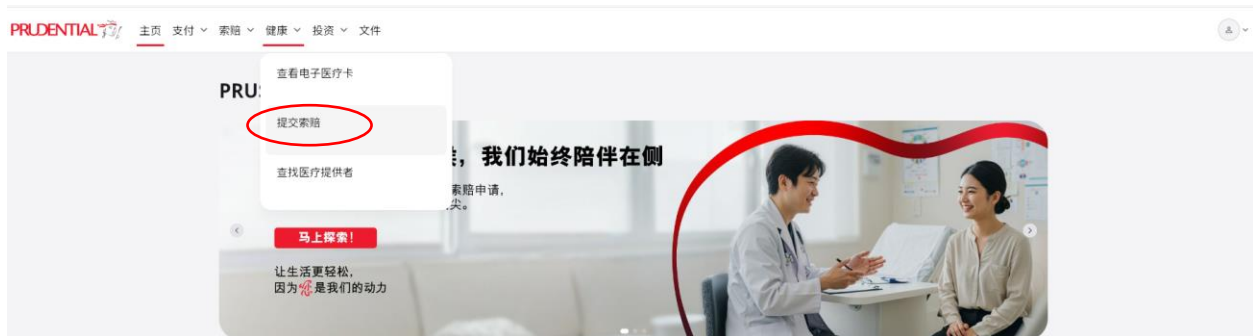 PRUDENTIAL
主页 支付 索赔 健康 投资 文件
查看电子医疗卡
PRU
提交索赔
，我们始终陪伴在侧
查找医疗提供者
索赔申请,
尖。
马上探索!
让生活更轻松,
因为您是我们的动力